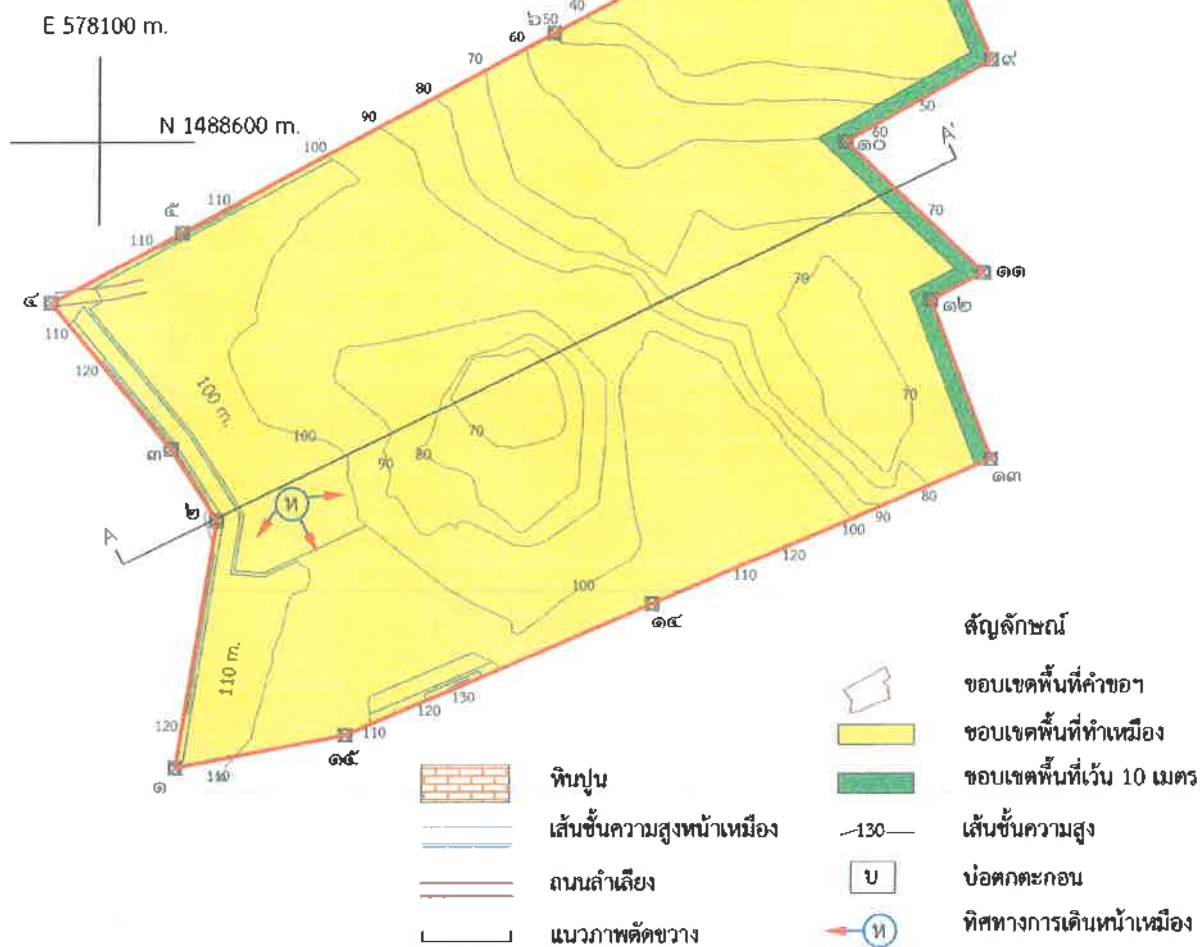 E 578100 m.
N 1488600 m.
40
๖
50
60
70
80
90
100
110
110
๕
๔
110
120
๓
๒
A
100 m.
100
90
80
70
ห
110 m.
120
๑
110
๑๕
110
120
130
100
๑๔
110
120
100
90
80
๑๓
70
70
๑๒
๑๑
70
A'
60
๑๐
50
๙
สัญลักษณ์
ขอบเขตพื้นที่คำขอฯ
ขอบเขตพื้นที่ทำเหมือง
ขอบเขตพื้นที่เว้น 10 เมตร
130 เส้นชั้นความสูง
บ บ่อตกตะกอน
ห ทิศทางการเดินหน้าเหมือง
หินปูน
เส้นชั้นความสูงหน้าเหมือง
ถนนลำเลียง
แนวภาพตัดขวาง